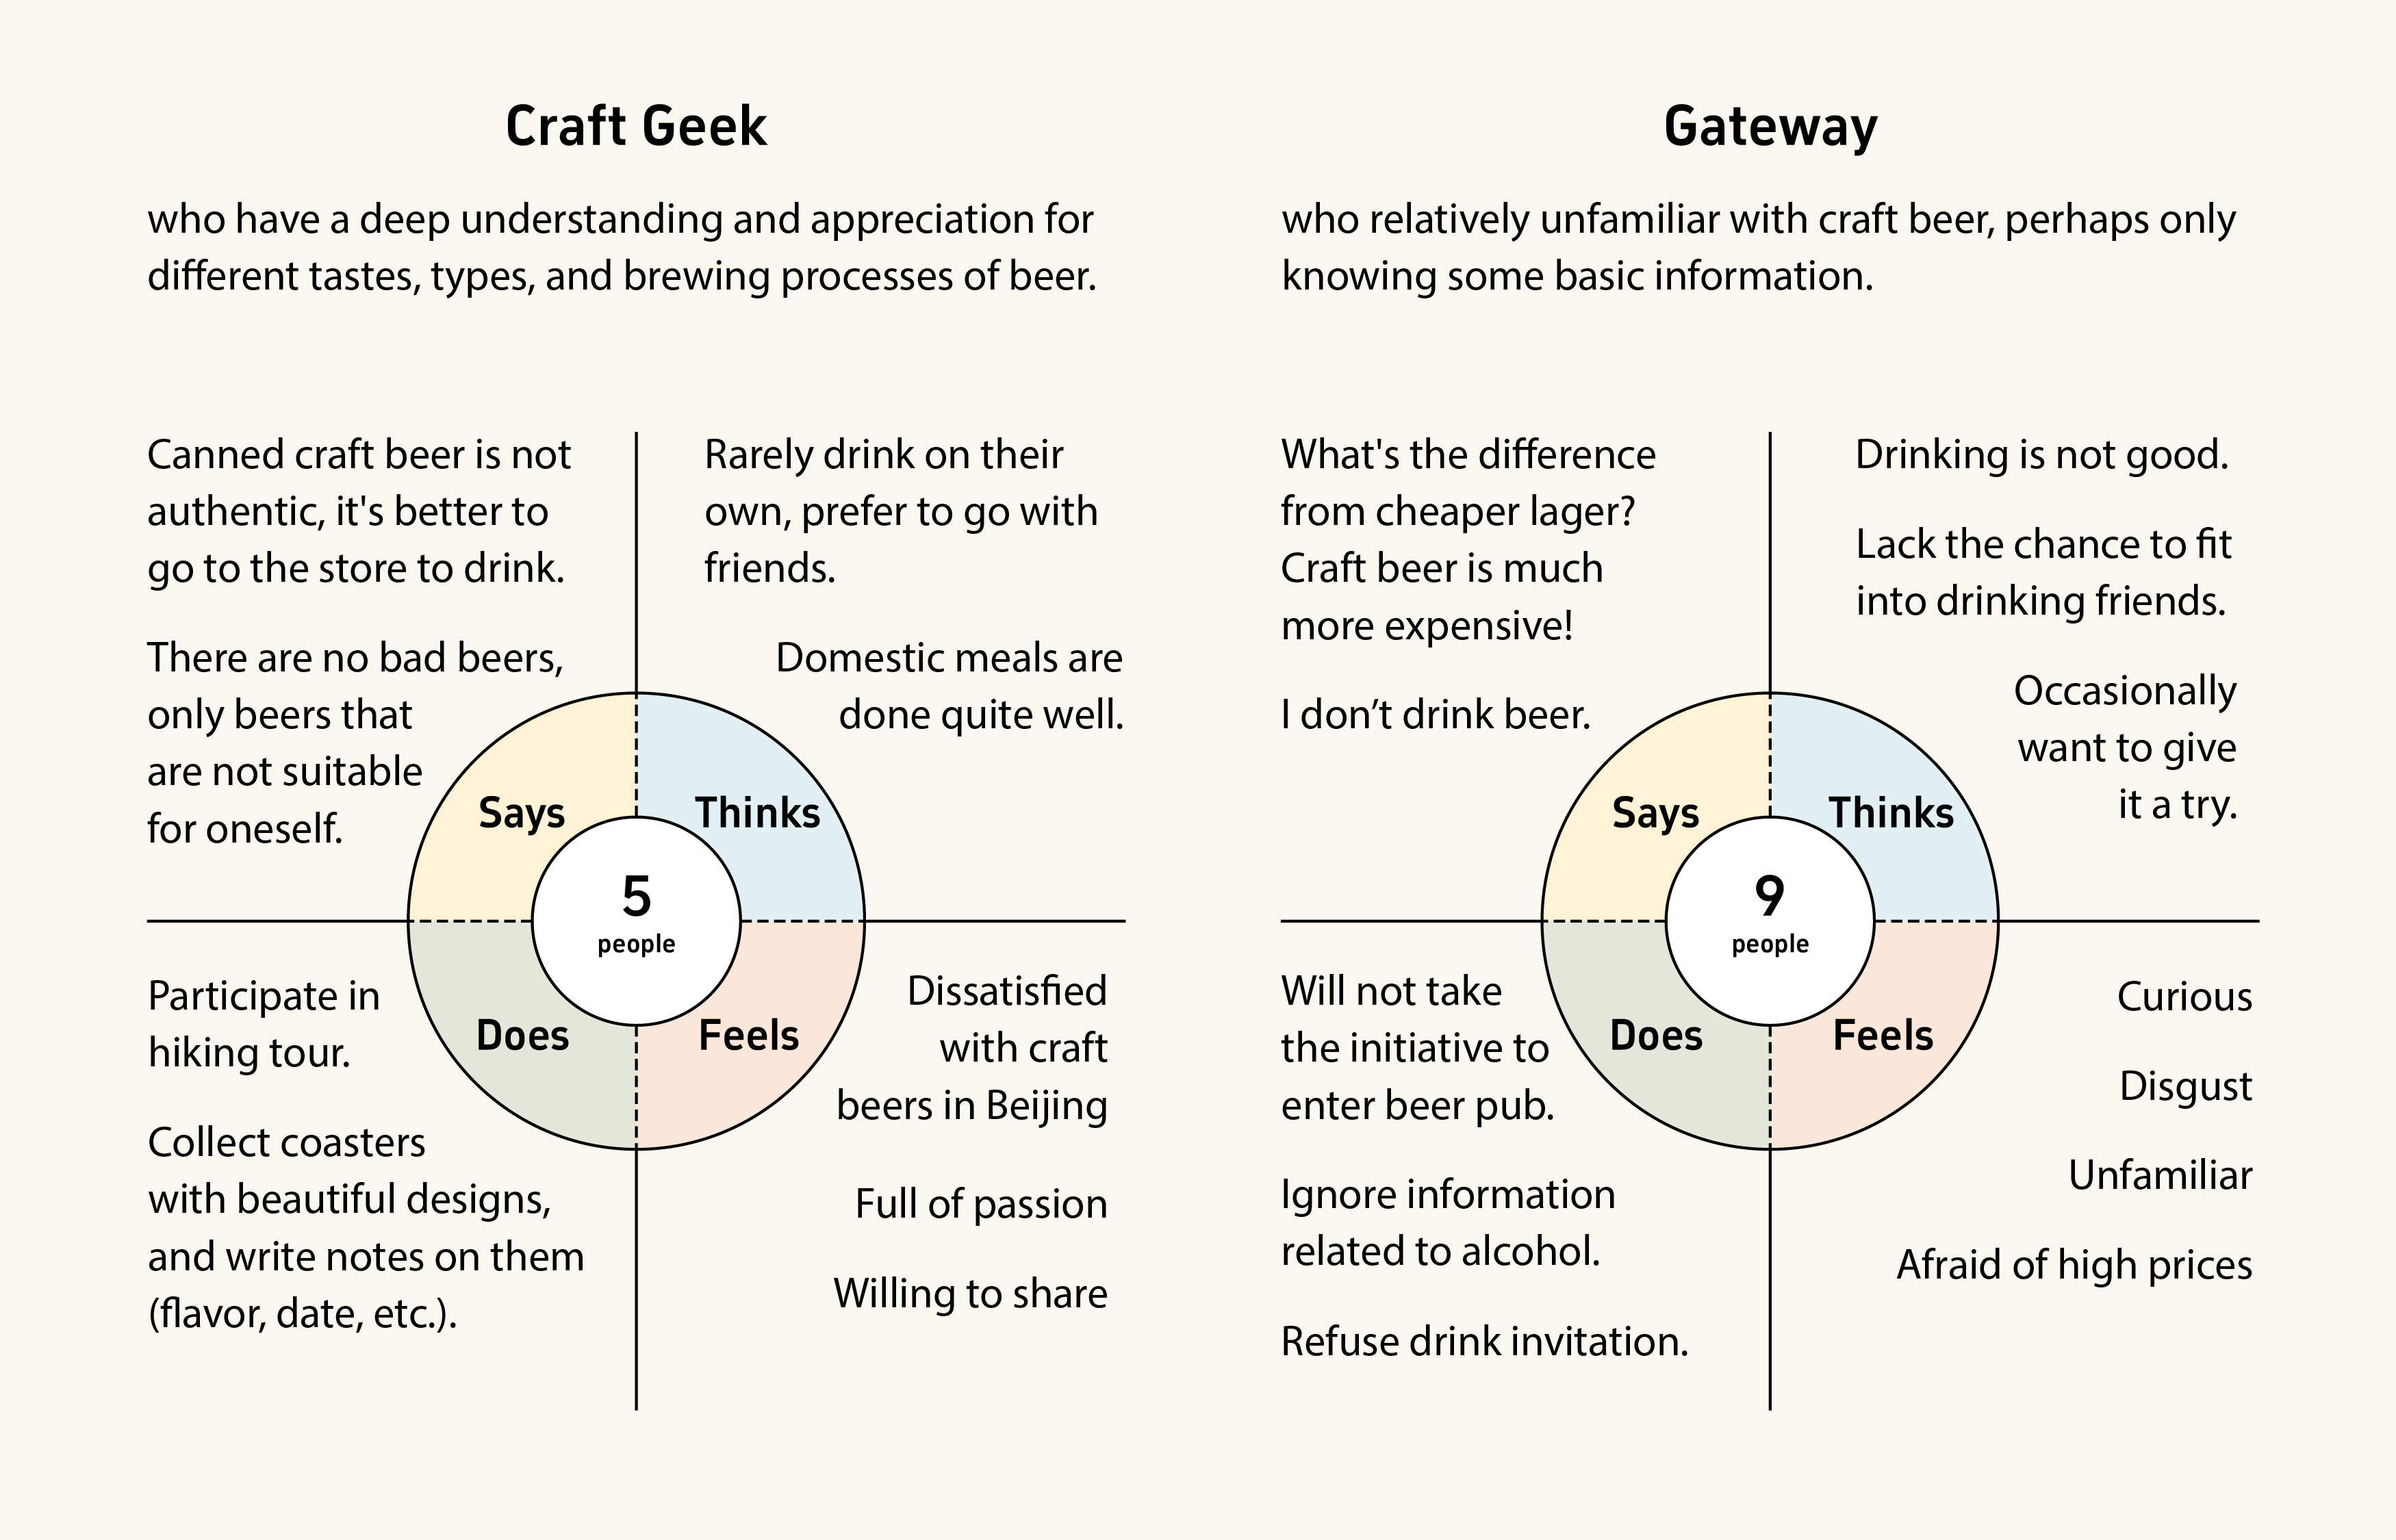 Craft Geek
who have a deep understanding and appreciation for
different tastes, types, and brewing processes of beer.
Canned craft beer is not
authentic, it's better to
go to the store to drink.
There are no bad beers,
only beers that
are not suitable
for oneself.
Rarely drink on their
own, prefer to go with
friends.
Domestic meals are
done quite well.
Says
Thinks
5
people
Does
Feels
Participate in
hiking tour.
Collect coasters
with beautiful designs,
and write notes on them
(flavor, date, etc.).
Dissatisfied
with craft
beers in Beijing
Full of passion
Willing to share
Gateway
who relatively unfamiliar with craft beer, perhaps only
knowing some basic information.
What's the difference
from cheaper lager?
Craft beer is much
more expensive!
I don’t drink beer.
Drinking is not good.
Lack the chance to fit
into drinking friends.
Occasionally
want to give
it a try.
Says
Thinks
9
people
Does
Feels
Will not take
the initiative to
enter beer pub.
Ignore information
related to alcohol.
Refuse drink invitation.
Curious
Disgust
Unfamiliar
Afraid of high prices